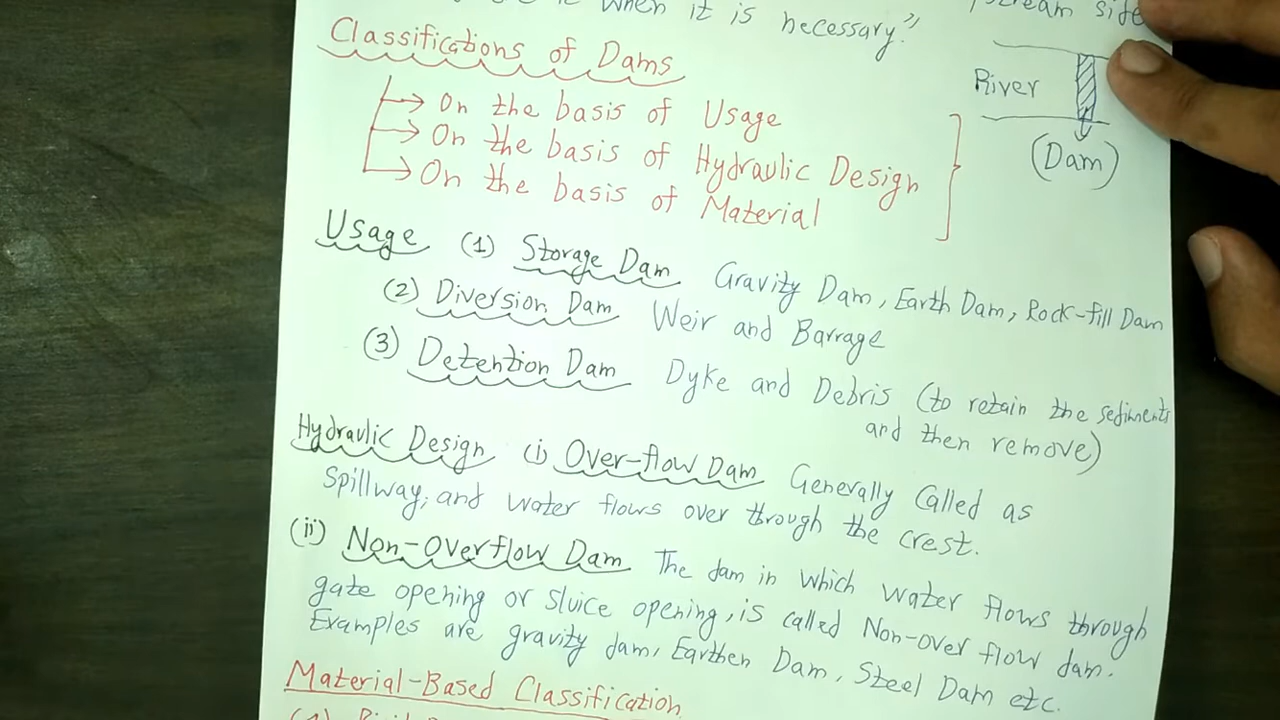 when it is necessary."
stream side
Classifications of Dams
River
(Dam)
→ On the basis of Usage
→ On the basis of Hydraulic Design
→ On the basis of Material
Usage (1) Storage Dam Gravity Dam, Earth Dam, Rock-fill Dam
(2) Diversion Dam Weir and Barrage
(3) Detention Dam Dyke and Debris (to retain the sediments
and then remove)
Hydraulic Design (i) Over-flow Dam Generally Called as
Spillway, and water flows over through the crest.
(ii) Non-Overflow Dam The dam in which water flows through
gate opening or sluice opening, is called Non-over flow dam.
Examples are gravity dam, Earthen Dam, Steel Dam etc.
Material-Based Classification